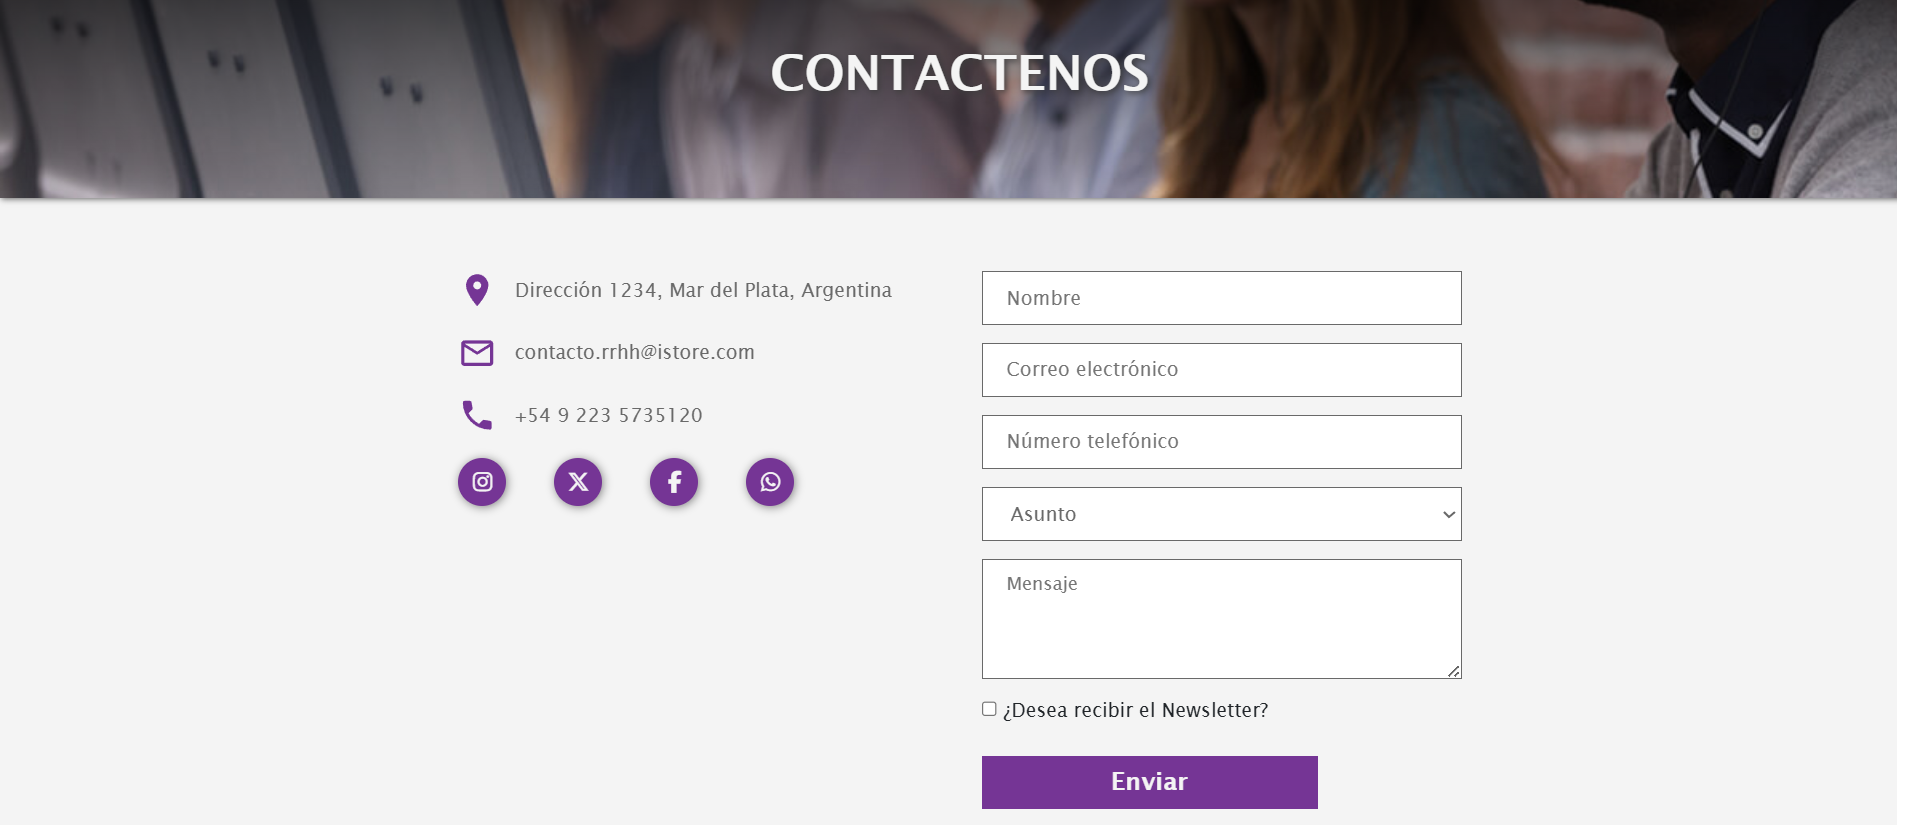 CONTACTENOS
Dirección 1234, Mar del Plata, Argentina
contacto.rrhh@istore.com
+54 9 223 5735120
Nombre
Correo electrónico
Número telefónico
Asunto
Mensaje
¿Desea recibir el Newsletter?
Enviar